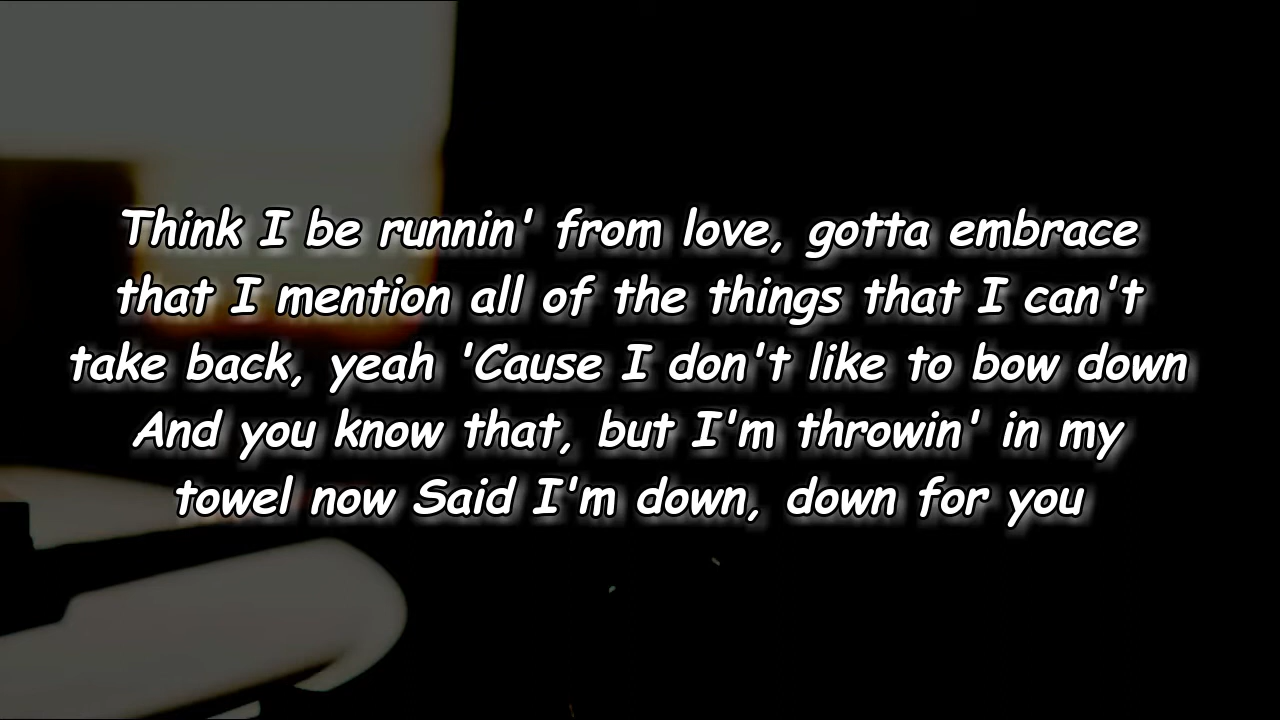 Think I be runnin' from love, gotta embrace
that I mention all of the things that I can't
take back, yeah 'Cause I don't like to bow down
And you know that, but I'm throwin' in my
towel now Said I'm down, down for you